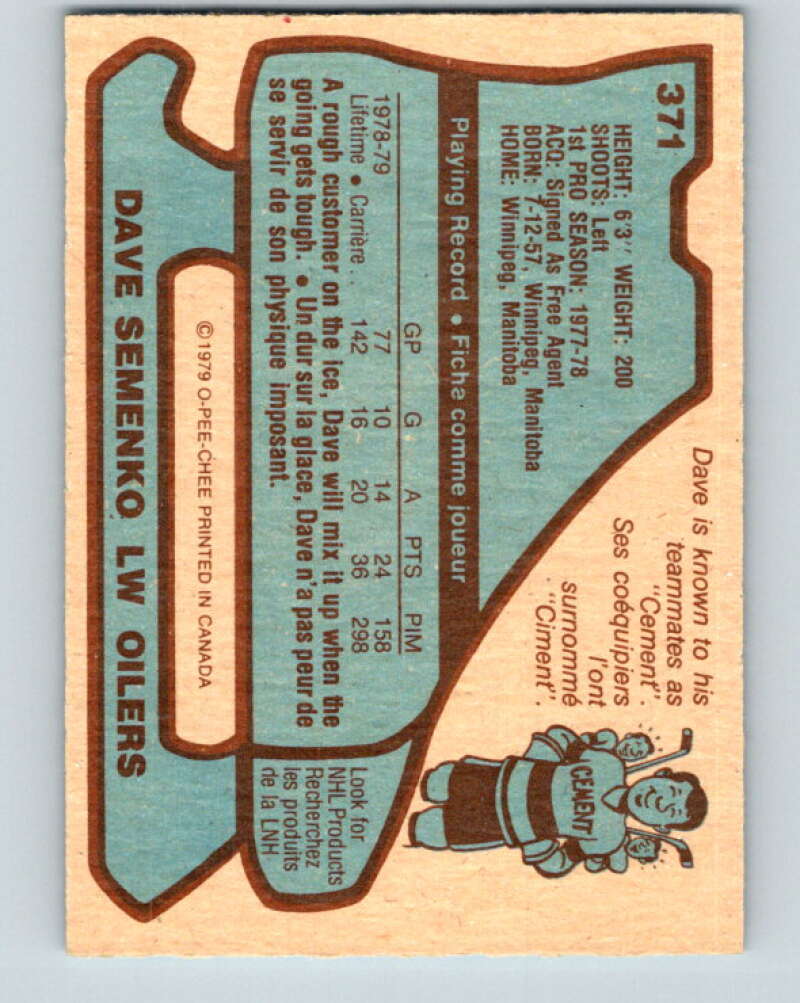 371
HEIGHT: 6'3" WEIGHT: 200
SHOOTS: Left
1st PRO SEASON: 1977-78
ACQ: Signed As Free Agent
BORN: 7-12-57, Winnipeg, Manitoba
HOME: Winnipeg, Manitoba
Dave is known to his
teammates as
"Cement".
Ses coéquipiers
l'ont
surnommé
"Ciment".
CEMENT
Playing Record • Ficha comme joueur
GP G A PTS PIM
1978-79 77 10 14 24 158
Lifetime • Carrière .. 142 16 20 36 298
A rough customer on the ice, Dave will mix it up when the
going gets tough. • Un dur sur la glace, Dave n'a pas peur de
se servir de son physique imposant.
Look for
NHL Products
Recherchez
les produits
de la LNH
©1979 O-PEE-CHEE PRINTED IN CANADA
DAVE SEMENKO LW OILERS